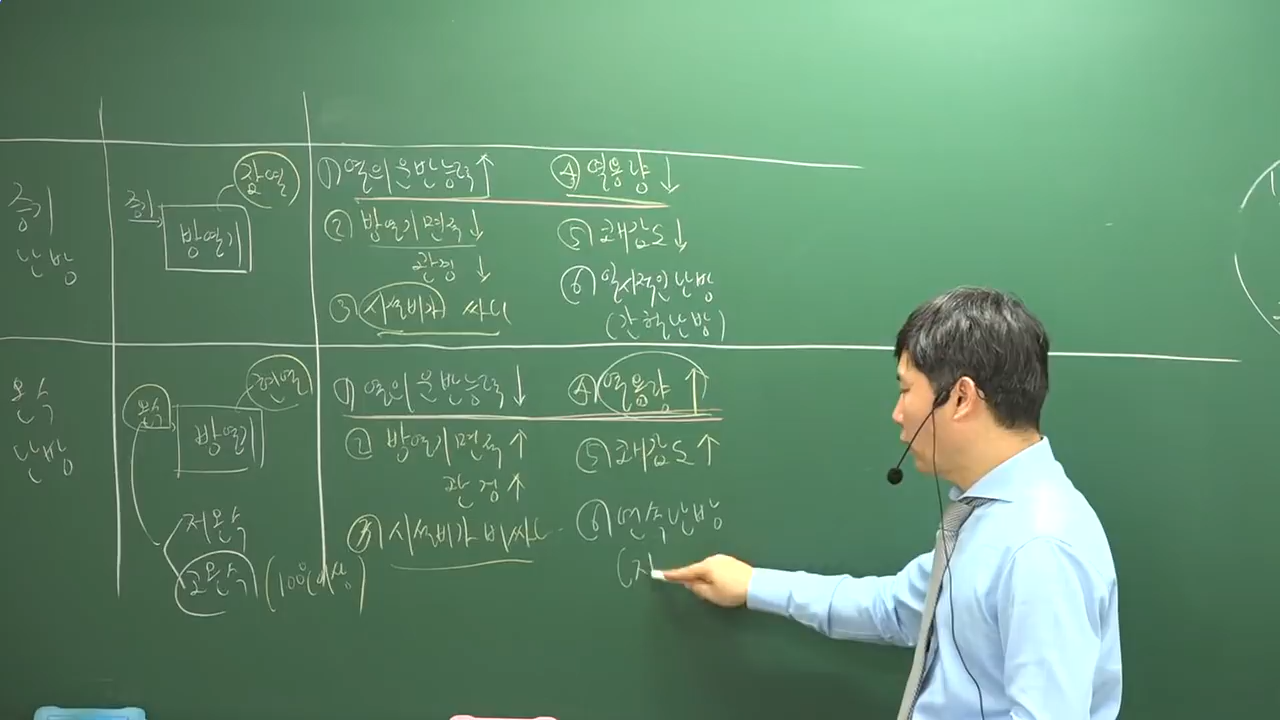 증기
난방
증기
방열기
잠열
① 열의 운반능력 ↑
② 방열기면적 ↓
관경 ↓
③ 시설비가 싸다
④ 열용량 ↓
⑤ 쾌감도 ↓
⑥ 일시적인 난방
(간헐난방)
온수
난방
온수
방열기
현열
저온수
고온수 (100℃이상)
① 열의 운반능력 ↓
② 방열기면적 ↑
관경 ↑
③ 시설비가 비싸다
④ 열용량 ↑
⑤ 쾌감도 ↑
⑥ 연속난방
(지